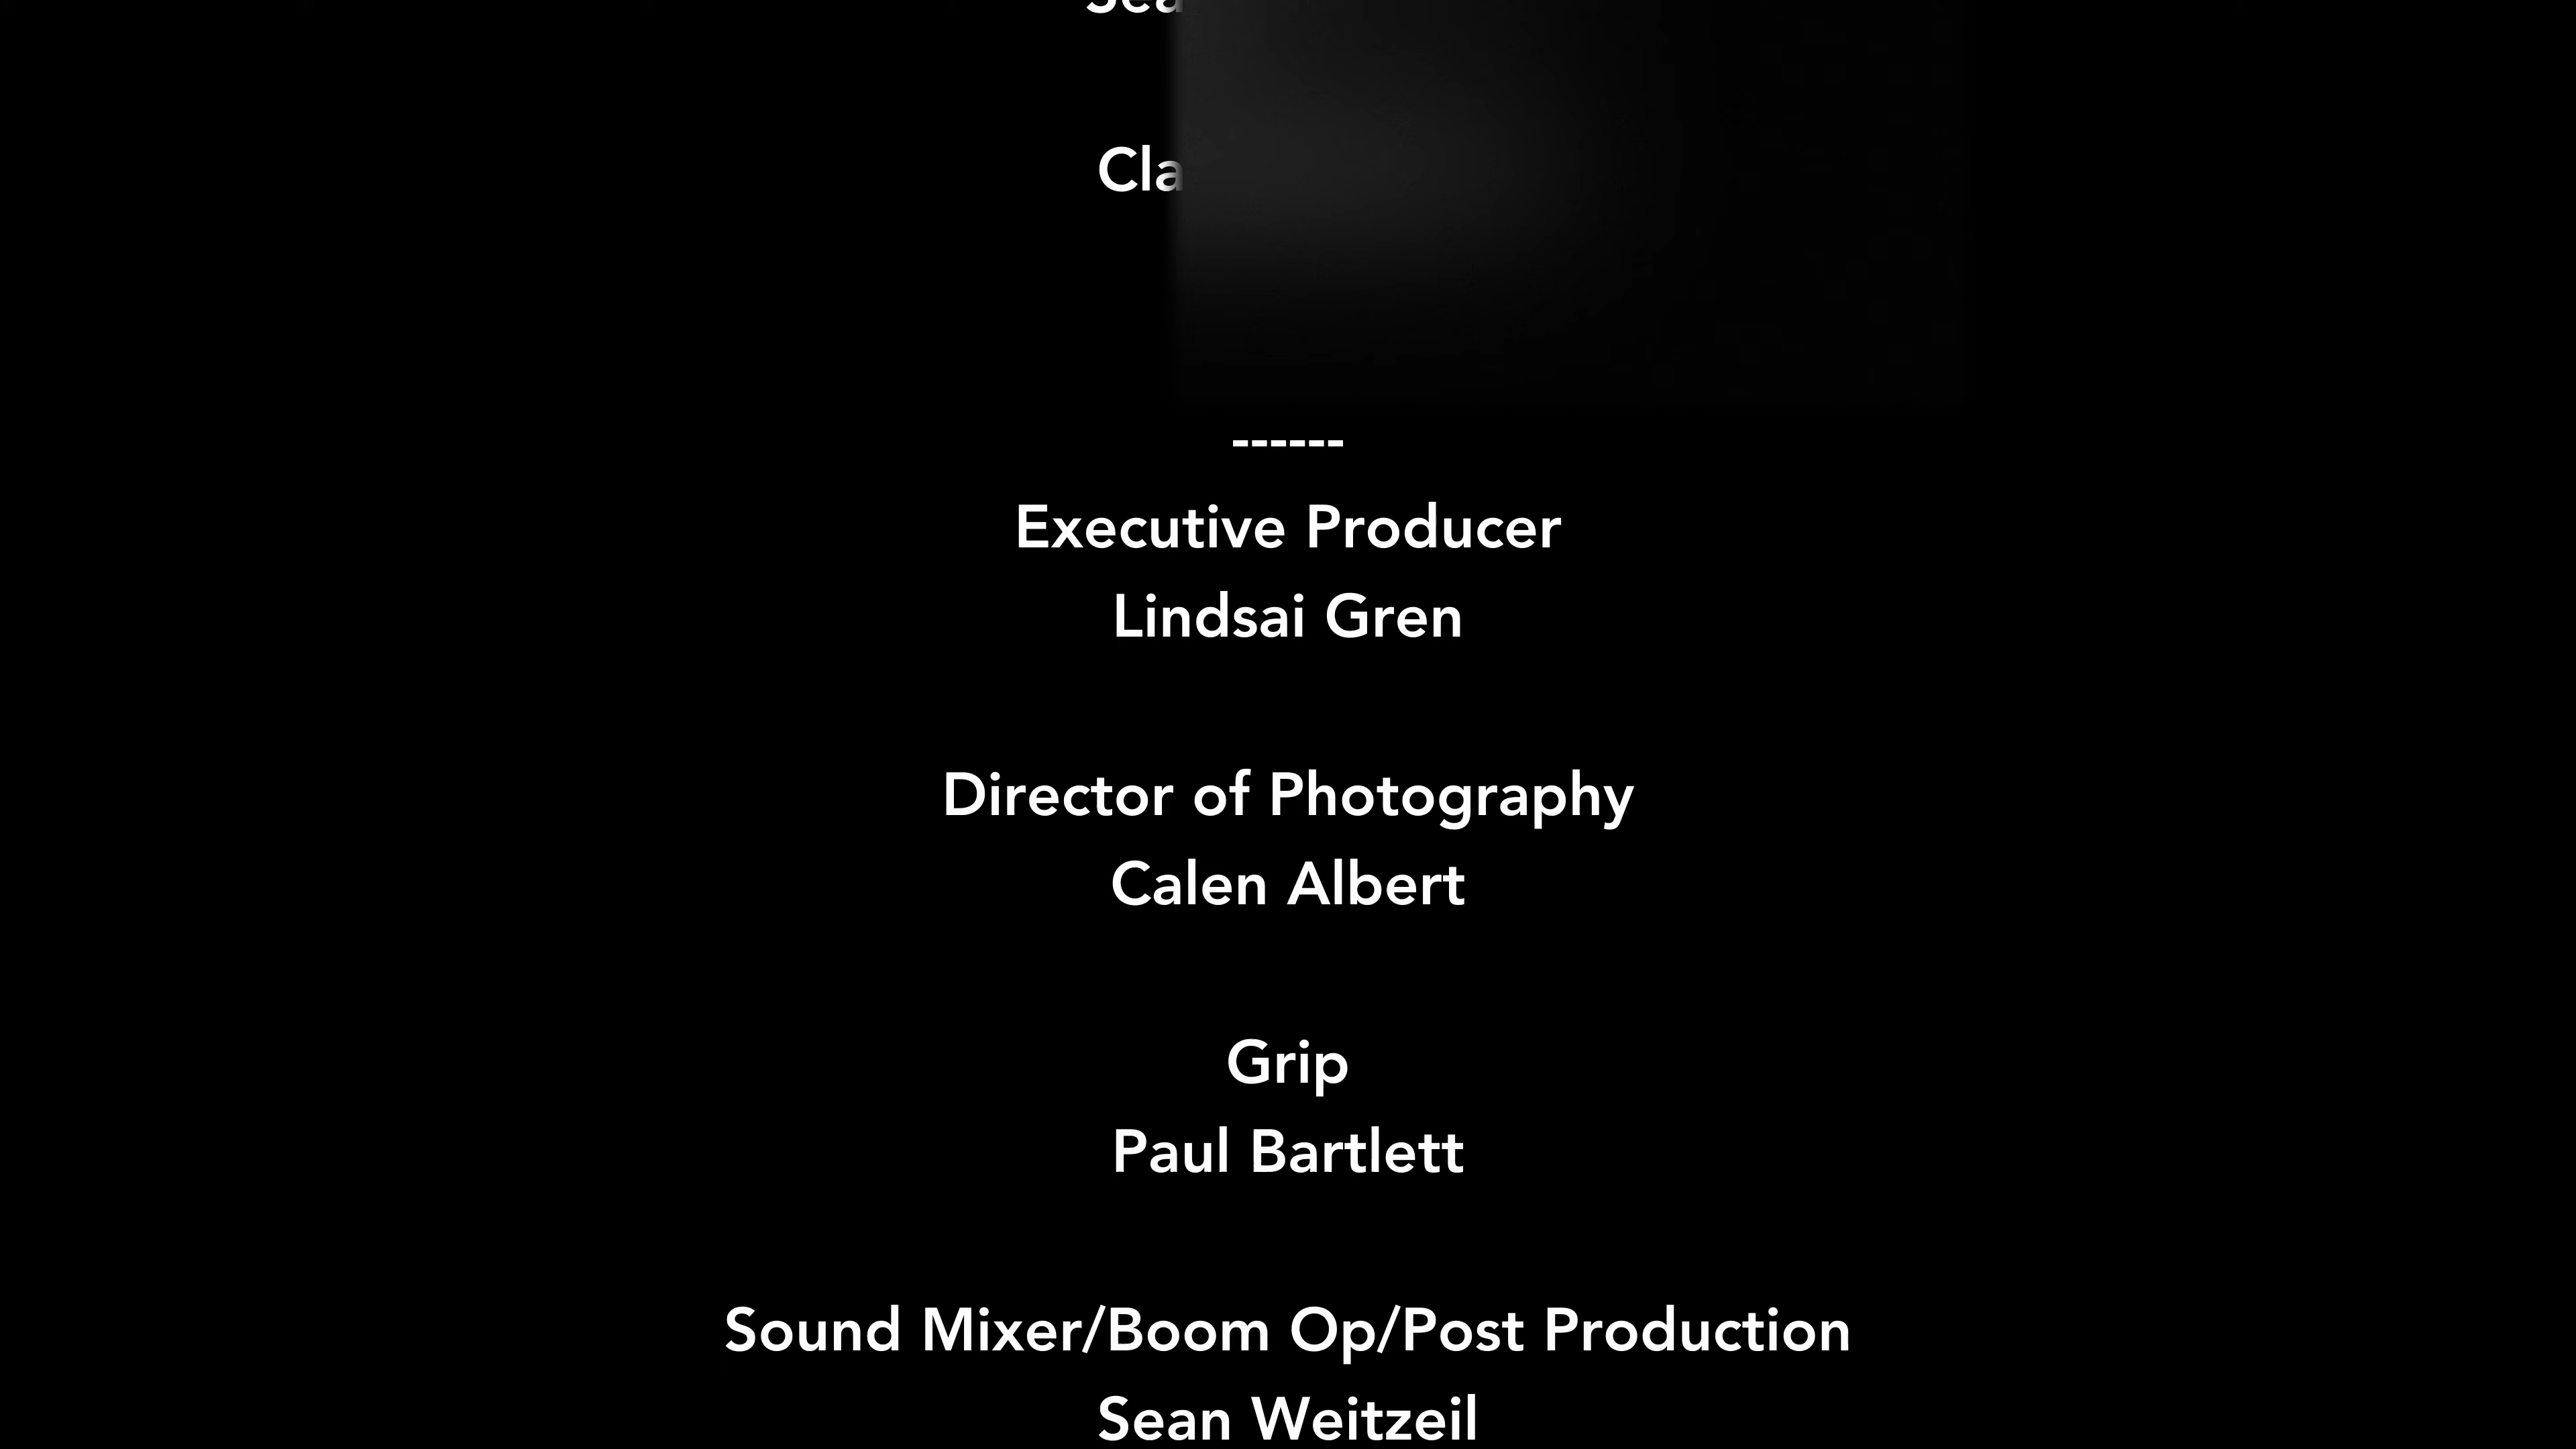 ------
Executive Producer
Lindsai Gren
Director of Photography
Calen Albert
Grip
Paul Bartlett
Sound Mixer/Boom Op/Post Production
Sean Weitzeil